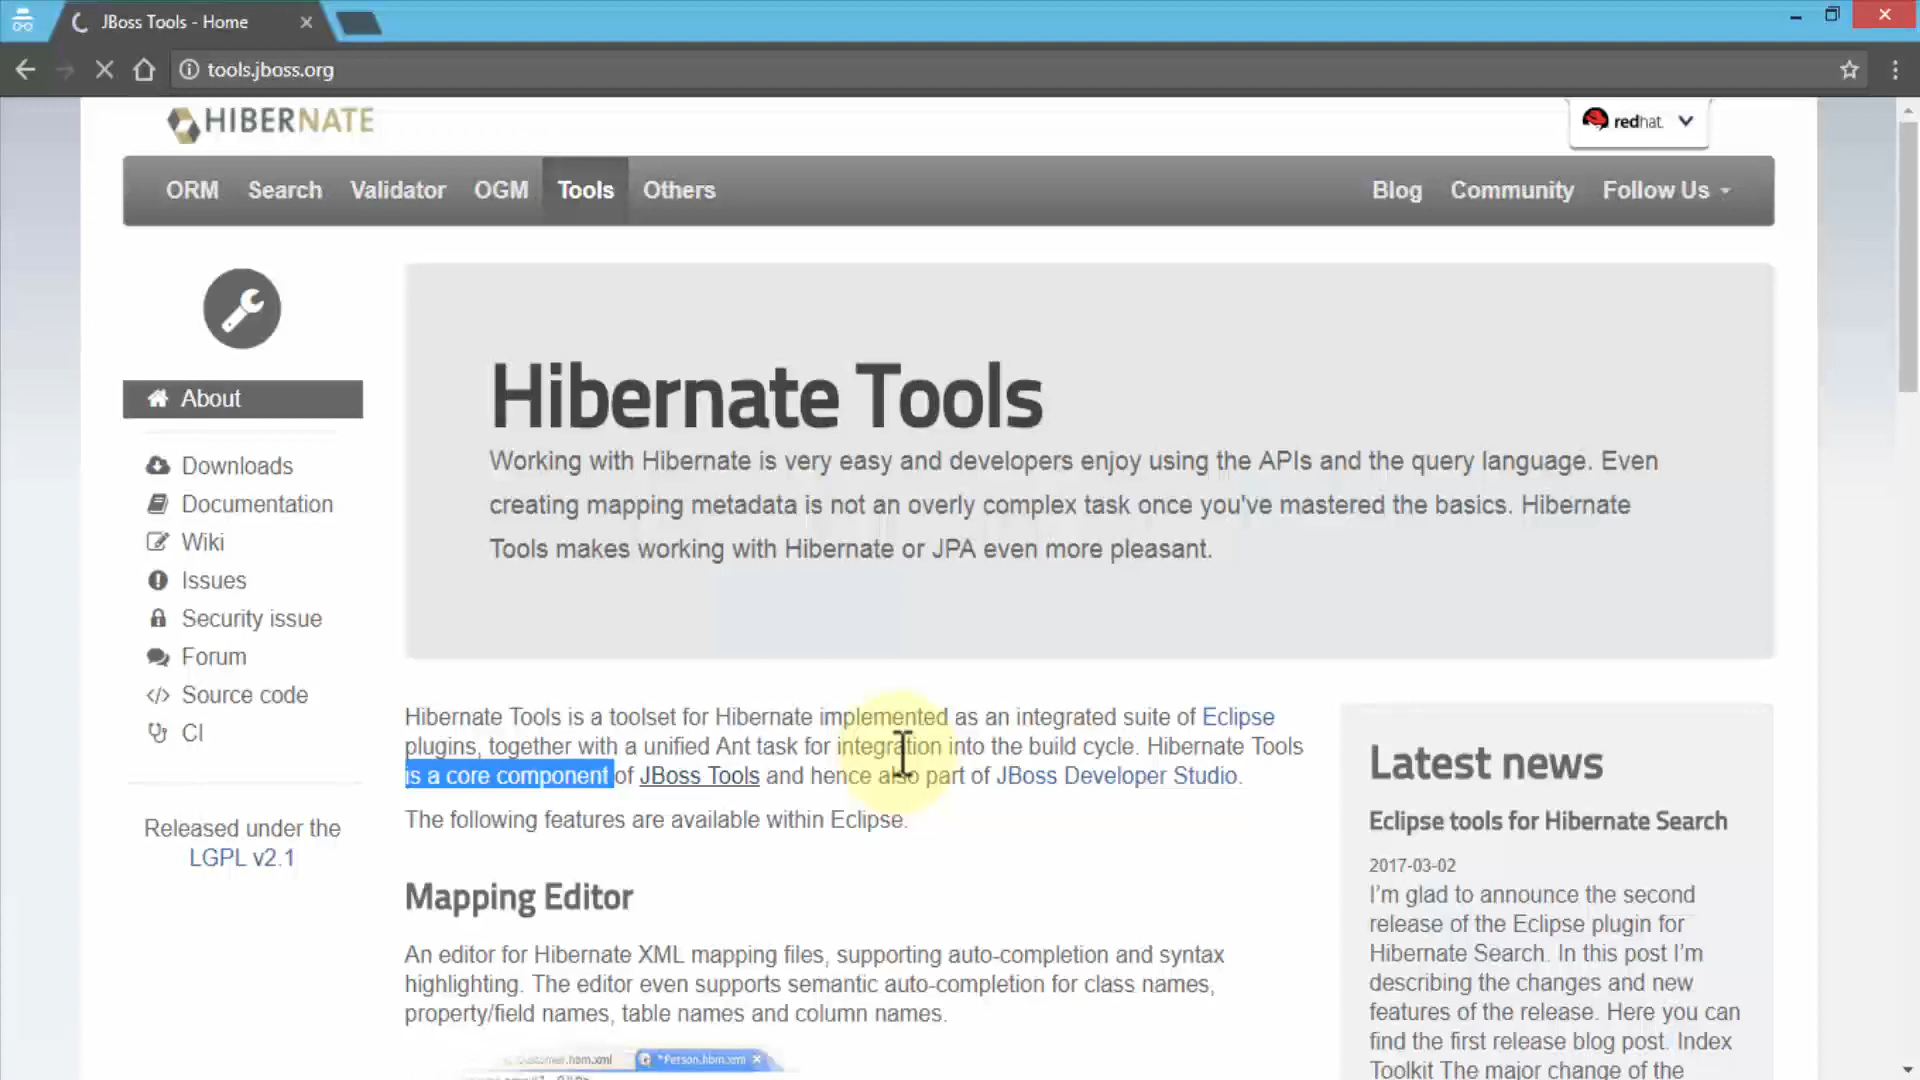 JBoss Tools - Home
tools.jboss.org
HIBERNATE
redhat.
ORM Search Validator OGM Tools Others Blog Community Follow Us
About
Downloads
Documentation
Wiki
Issues
Security issue
Forum
Source code
CI
Released under the
LGPL v2.1
Hibernate Tools
Working with Hibernate is very easy and developers enjoy using the APIs and the query language. Even
creating mapping metadata is not an overly complex task once you've mastered the basics. Hibernate
Tools makes working with Hibernate or JPA even more pleasant.
Hibernate Tools is a toolset for Hibernate implemented as an integrated suite of Eclipse
plugins, together with a unified Ant task for integration into the build cycle. Hibernate Tools
is a core component of JBoss Tools and hence also part of JBoss Developer Studio.
The following features are available within Eclipse.
Mapping Editor
An editor for Hibernate XML mapping files, supporting auto-completion and syntax
highlighting. The editor even supports semantic auto-completion for class names,
property/field names, table names and column names.
Customer.hbm.xml *Person.hbm.xml
Latest news
Eclipse tools for Hibernate Search
2017-03-02
I'm glad to announce the second
release of the Eclipse plugin for
Hibernate Search. In this post I'm
describing the changes and new
features of the release. Here you can
find the first release blog post. Index
Toolkit The major change of the